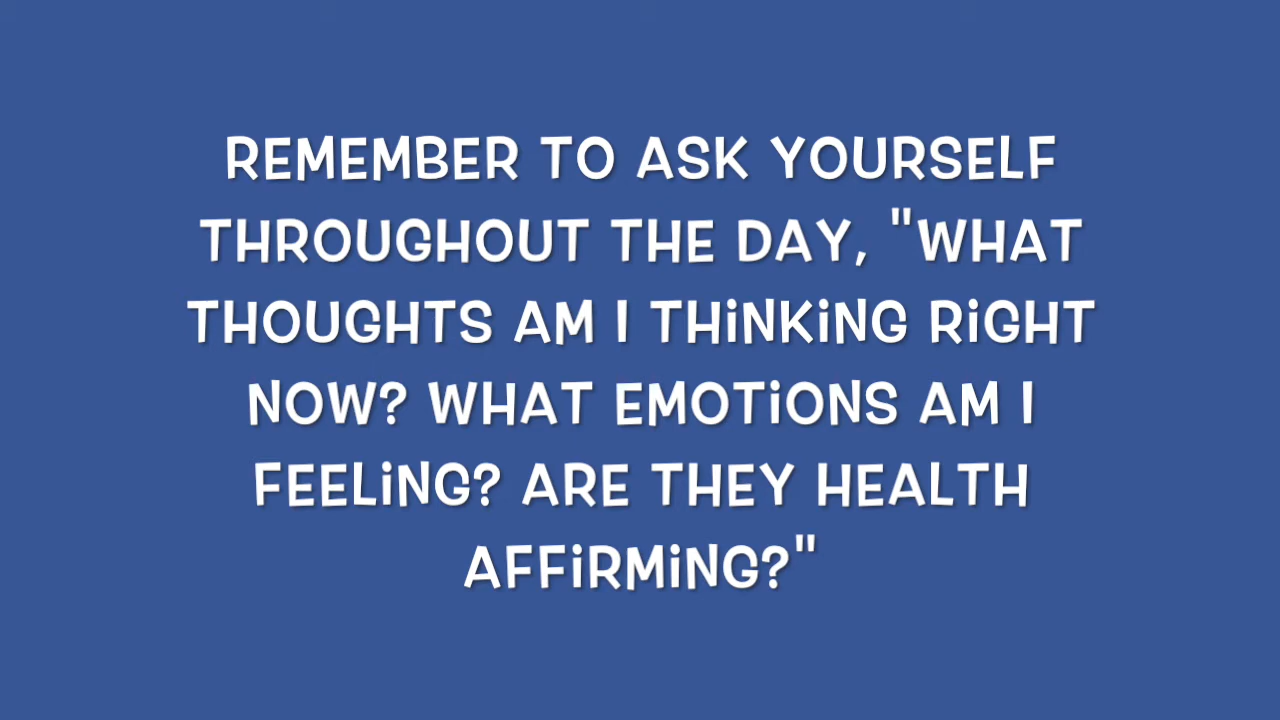 REMEMBER TO ASK YOURSELF
THROUGHOUT THE DAY, "WHAT
THOUGHTS AM I THiNKiNG RiGHT
NOW? WHAT EMOTiONS AM I
FEELiNG? ARE THEY HEALTH
AFFiRMiNG?"